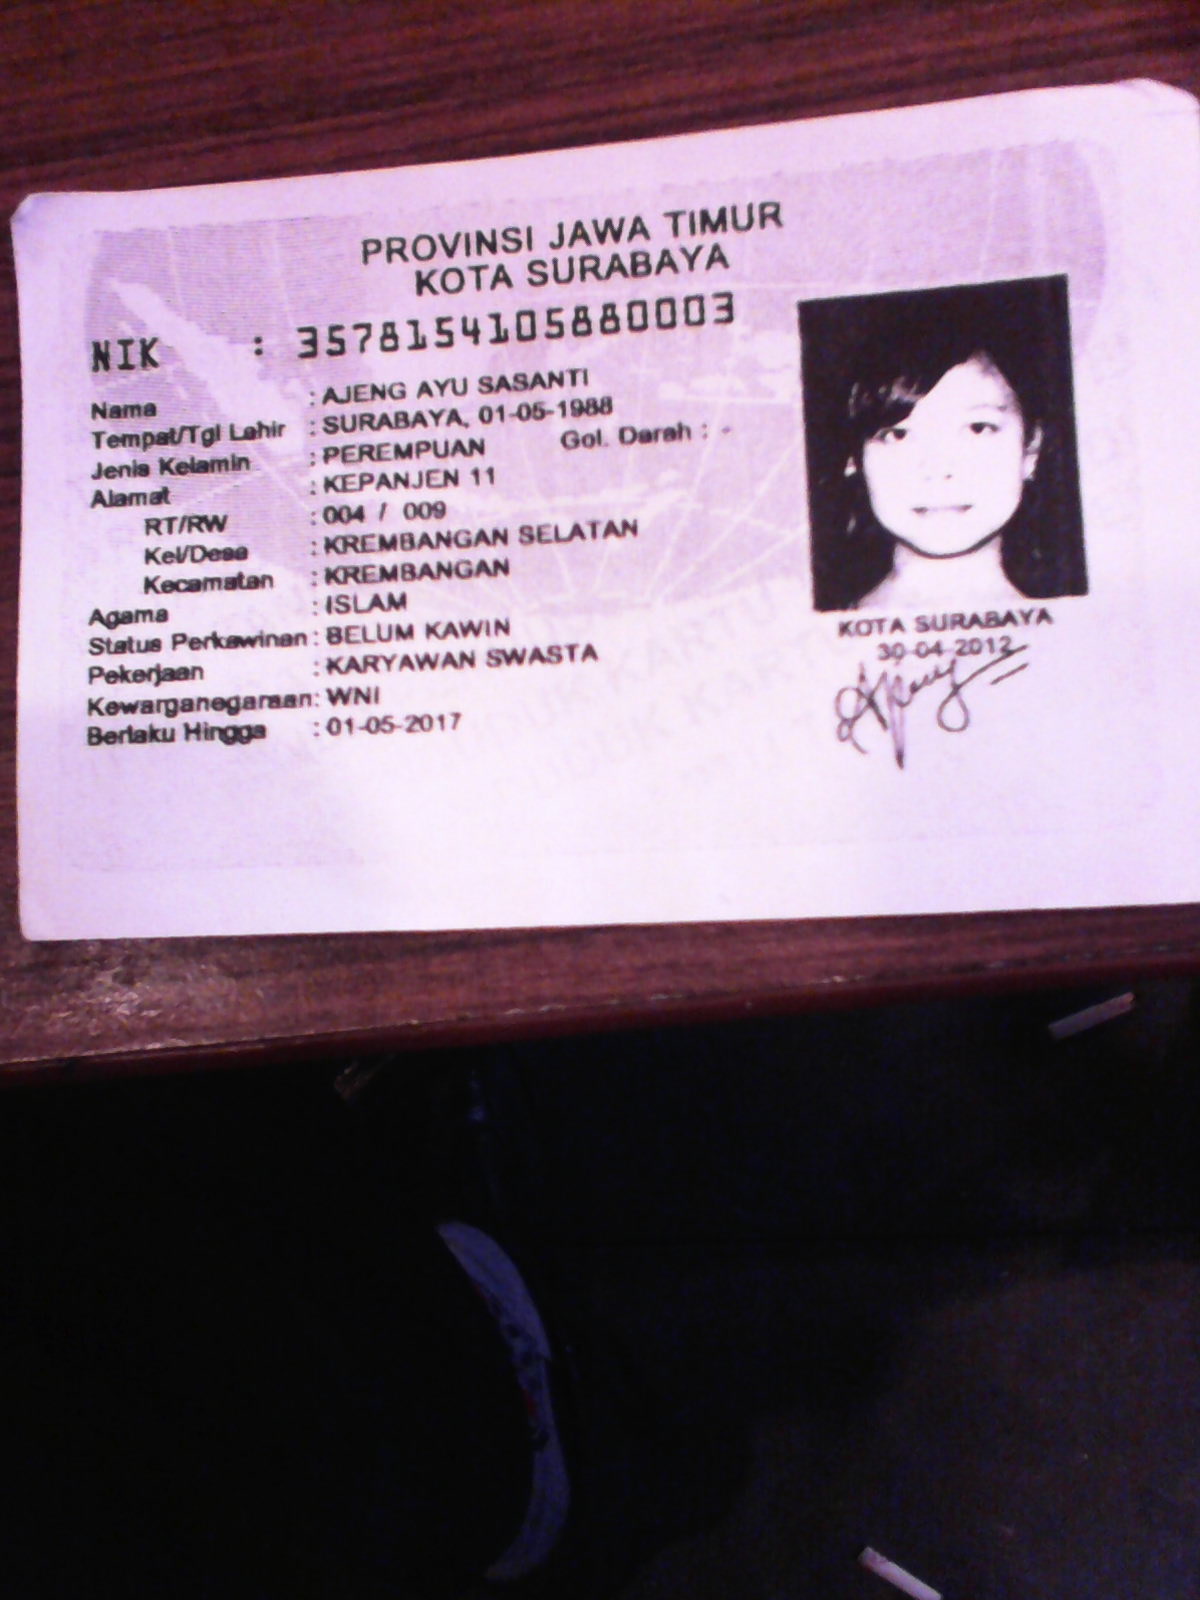 PROVINSI JAWA TIMUR
KOTA SURABAYA
NIK : 3578154105880003
Nama : AJENG AYU SASANTI
Tempat/Tgl Lahir : SURABAYA, 01-05-1988
Jenis Kelamin : PEREMPUAN Gol. Darah : -
Alamat : KEPANJEN 11
RT/RW : 004 / 009
Kel/Desa : KREMBANGAN SELATAN
Kecamatan : KREMBANGAN
Agama : ISLAM
Status Perkawinan : BELUM KAWIN
Pekerjaan : KARYAWAN SWASTA
Kewarganegaraan : WNI
Berlaku Hingga : 01-05-2017
KOTA SURABAYA
30-04-2012